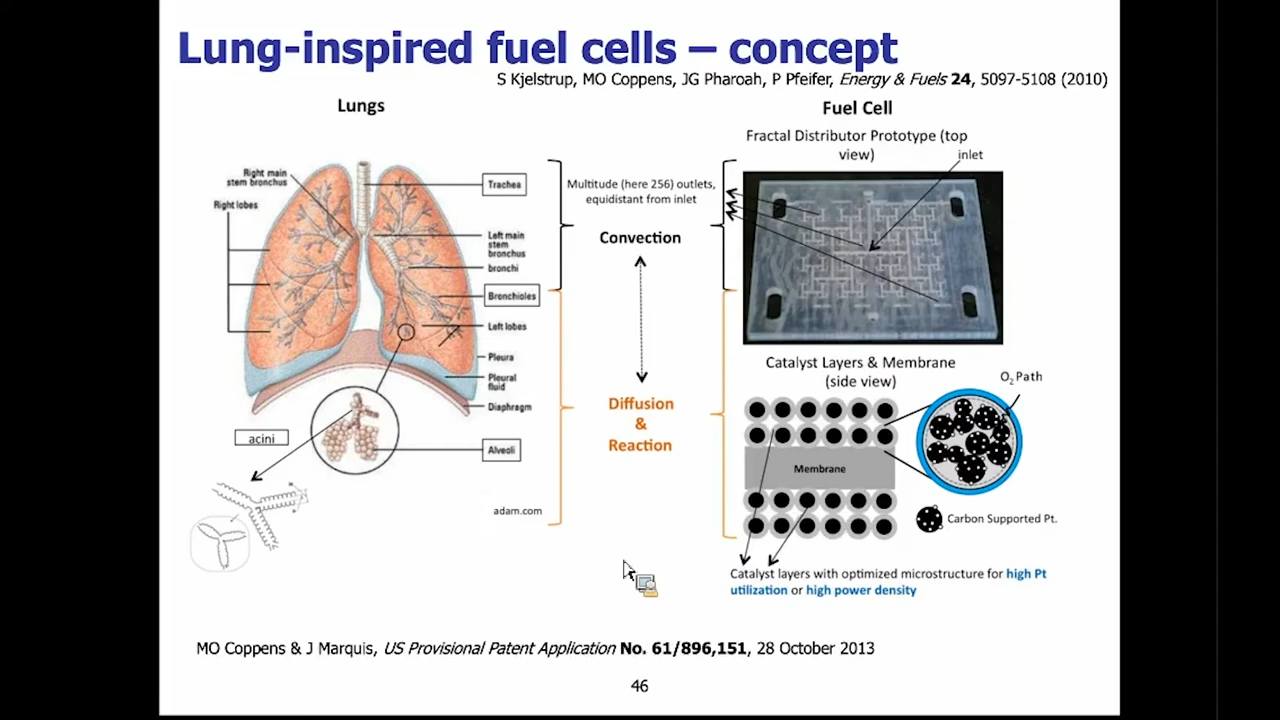 Lung-inspired fuel cells – concept
S Kjelstrup, MO Coppens, JG Pharoah, P Pfeifer, Energy & Fuels 24, 5097-5108 (2010)
Lungs
Right main
stem bronchus
Right lobes
Trachea
Left main
stem
bronchus
bronchi
Bronchioles
Left lobes
Pleura
Pleural
fluid
Diaphragm
Alveoli
acini
adam.com
Multitude (here 256) outlets,
equidistant from inlet
Convection
Diffusion
&
Reaction
Fuel Cell
Fractal Distributor Prototype (top
view)
inlet
Catalyst Layers & Membrane
(side view)
O2 Path
Membrane
Carbon Supported Pt.
Catalyst layers with optimized microstructure for high Pt
utilization or high power density
MO Coppens & J Marquis, US Provisional Patent Application No. 61/896,151, 28 October 2013
46